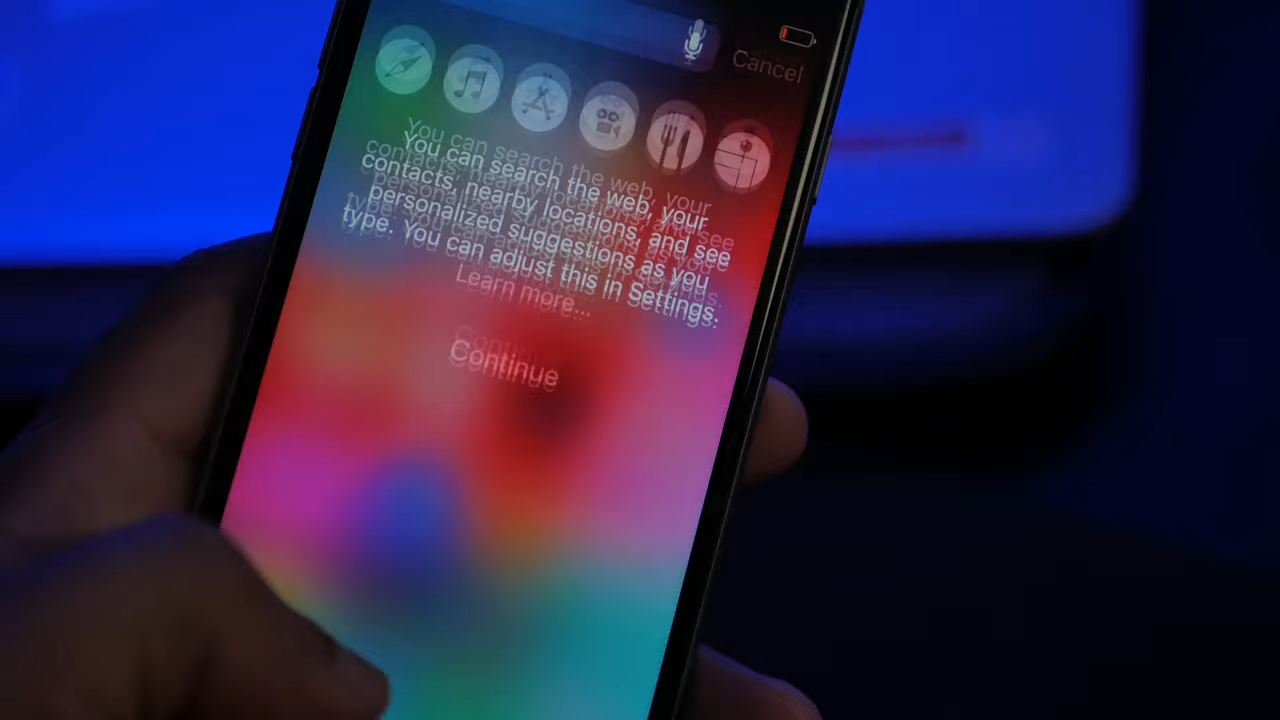 Cancel
You can search the web, your
contacts, nearby locations, and see
personalized suggestions as you
type. You can adjust this in Settings.
Learn more...
Continue